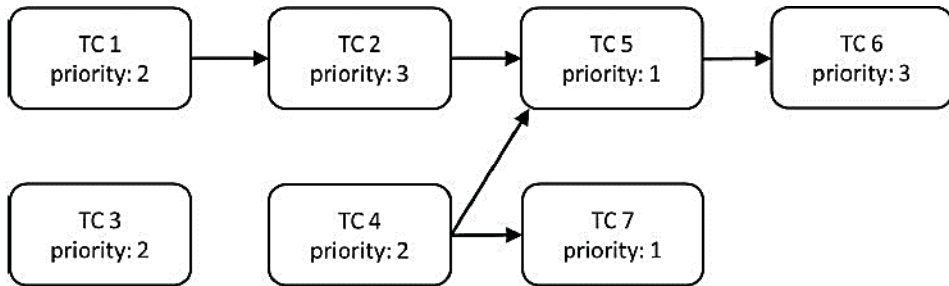 TC 1
priority: 2
TC 2
priority: 3
TC 5
priority: 1
TC 6
priority: 3
TC 3
priority: 2
TC 4
priority: 2
TC 7
priority: 1